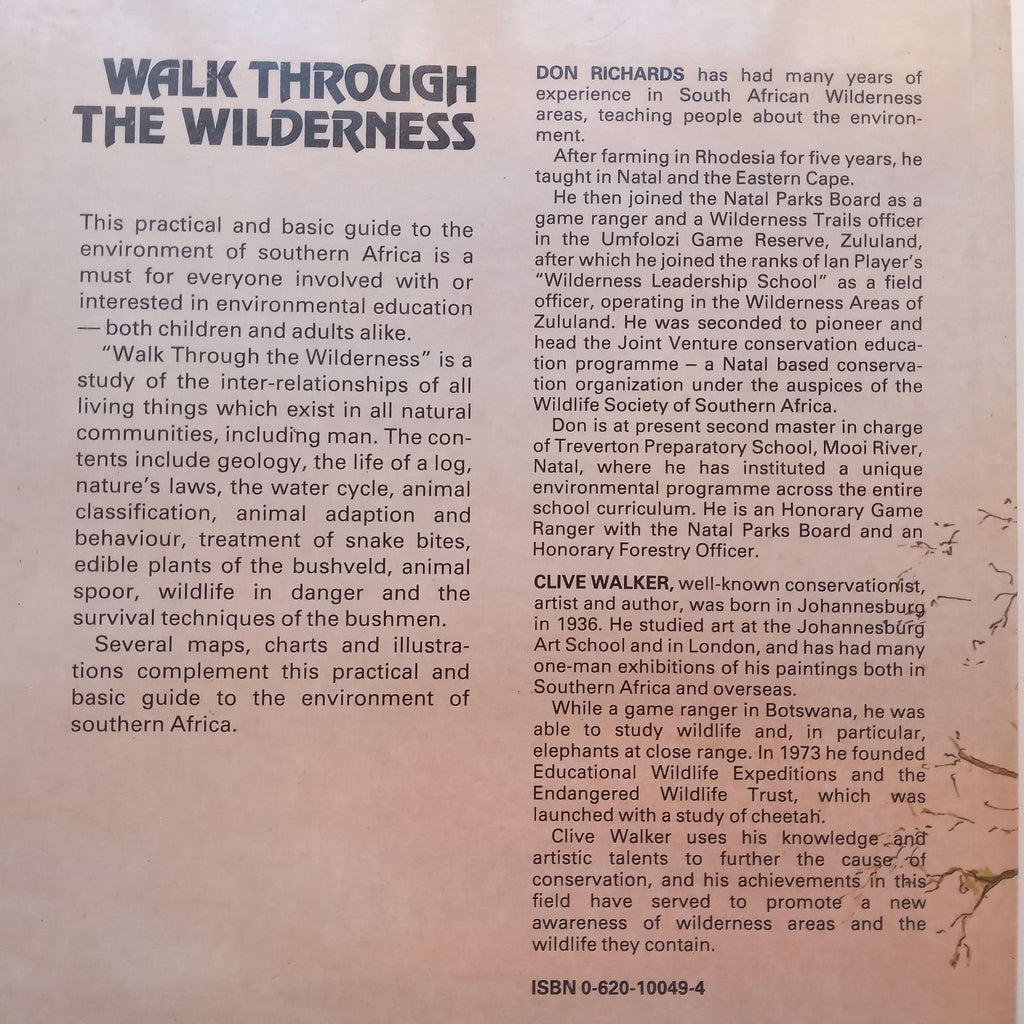 WALK THROUGH
THE WILDERNESS
This practical and basic guide to the
environment of southern Africa is a
must for everyone involved with or
interested in environmental education
— both children and adults alike.
"Walk Through the Wilderness" is a
study of the inter-relationships of all
living things which exist in all natural
communities, including man. The con-
tents include geology, the life of a log,
nature's laws, the water cycle, animal
classification, animal adaption and
behaviour, treatment of snake bites,
edible plants of the bushveld, animal
spoor, wildlife in danger and the
survival techniques of the bushmen.
Several maps, charts and illustra-
tions complement this practical and
basic guide to the environment of
southern Africa.
DON RICHARDS has had many years of
experience in South African Wilderness
areas, teaching people about the environ-
ment.
After farming in Rhodesia for five years, he
taught in Natal and the Eastern Cape.
He then joined the Natal Parks Board as a
game ranger and a Wilderness Trails officer
in the Umfolozi Game Reserve, Zululand,
after which he joined the ranks of Ian Player's
"Wilderness Leadership School" as a field
officer, operating in the Wilderness Areas of
Zululand. He was seconded to pioneer and
head the Joint Venture conservation educa-
tion programme – a Natal based conserva-
tion organization under the auspices of the
Wildlife Society of Southern Africa.
Don is at present second master in charge
of Treverton Preparatory School, Mooi River,
Natal, where he has instituted a unique
environmental programme across the entire
school curriculum. He is an Honorary Game
Ranger with the Natal Parks Board and an
Honorary Forestry Officer.
CLIVE WALKER, well-known conservationist,
artist and author, was born in Johannesburg
in 1936. He studied art at the Johannesburg
Art School and in London, and has had many
one-man exhibitions of his paintings both in
Southern Africa and overseas.
While a game ranger in Botswana, he was
able to study wildlife and, in particular,
elephants at close range. In 1973 he founded
Educational Wildlife Expeditions and the
Endangered Wildlife Trust, which was
launched with a study of cheetah.
Clive Walker uses his knowledge and
artistic talents to further the cause of
conservation, and his achievements in this
field have served to promote a new
awareness of wilderness areas and the
wildlife they contain.
ISBN 0-620-10049-4